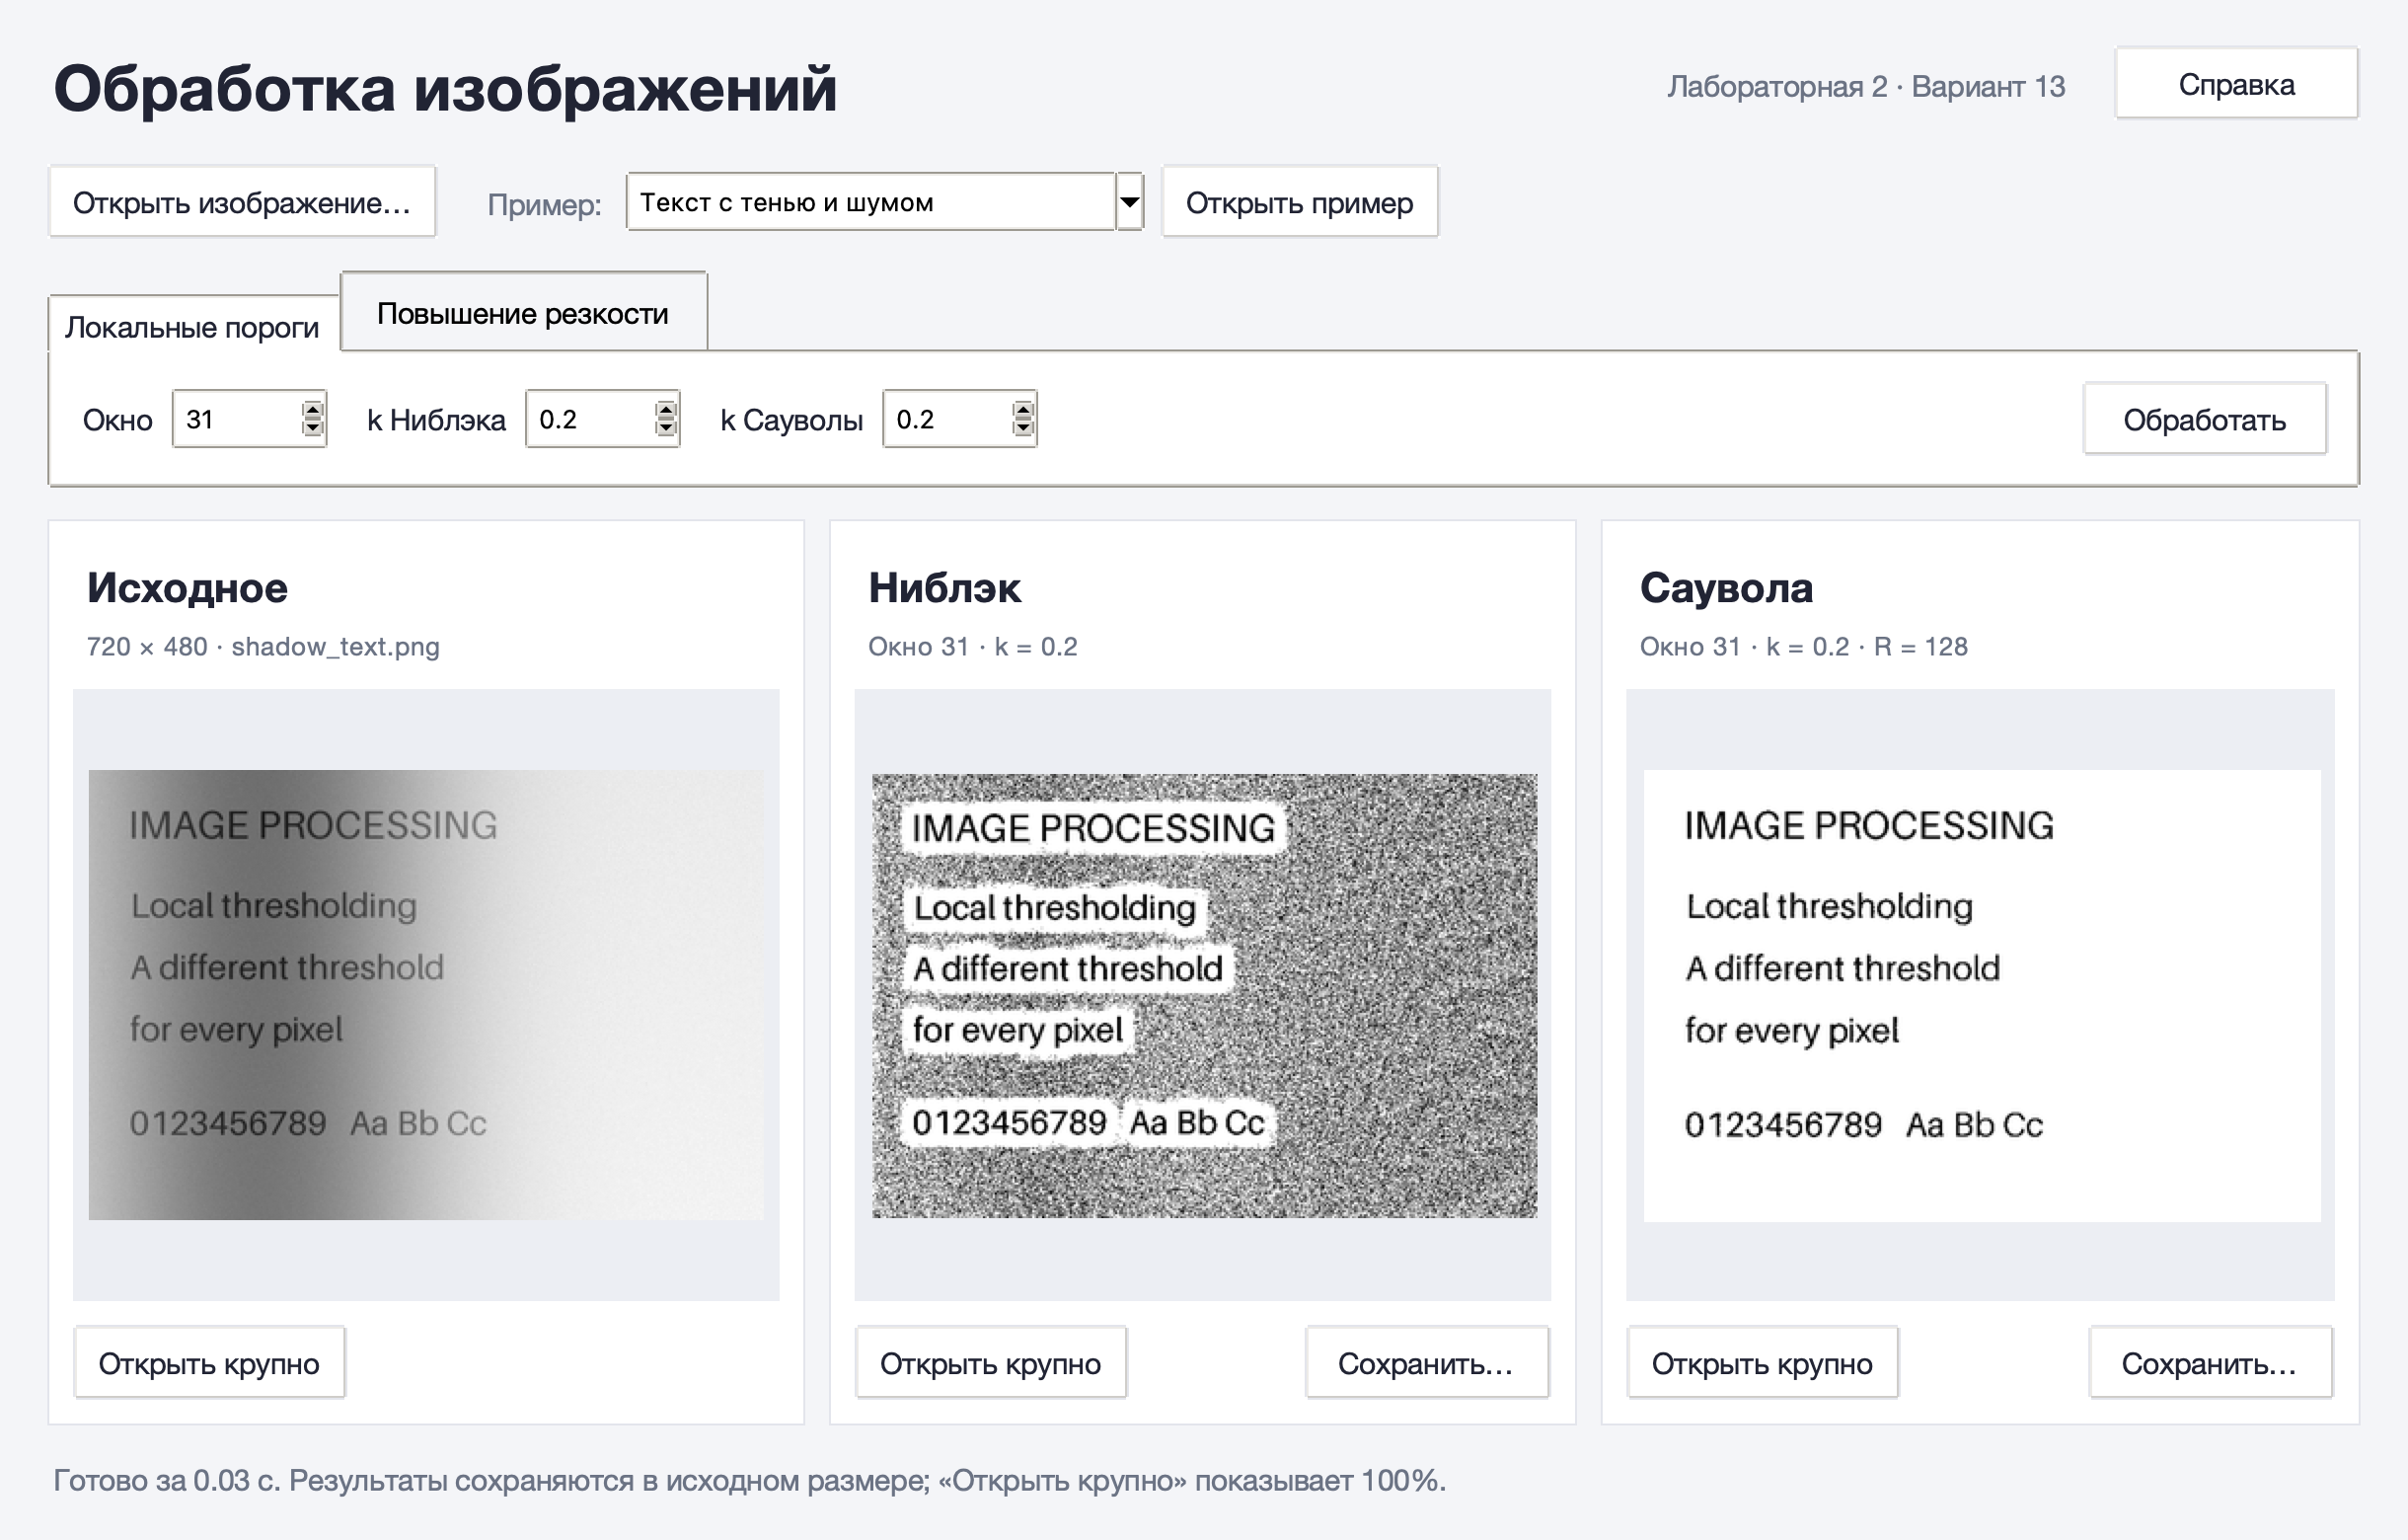 Обработка изображений
Лабораторная 2 · Вариант 13
Справка
Открыть изображение...
Пример:
Текст с тенью и шумом
Открыть пример
Локальные пороги
Повышение резкости
Окно
31
k Ниблэка
0.2
k Сауволы
0.2
Обработать
Исходное
720 × 480 · shadow_text.png
IMAGE PROCESSING
Local thresholding
A different threshold
for every pixel
0123456789 Aa Bb Cc
Открыть крупно
Ниблэк
Окно 31 · k = 0.2
IMAGE PROCESSING
Local thresholding
A different threshold
for every pixel
0123456789 Aa Bb Cc
Открыть крупно
Сохранить...
Саувола
Окно 31 · k = 0.2 · R = 128
IMAGE PROCESSING
Local thresholding
A different threshold
for every pixel
0123456789 Aa Bb Cc
Открыть крупно
Сохранить...
Готово за 0.03 с. Результаты сохраняются в исходном размере; «Открыть крупно» показывает 100%.